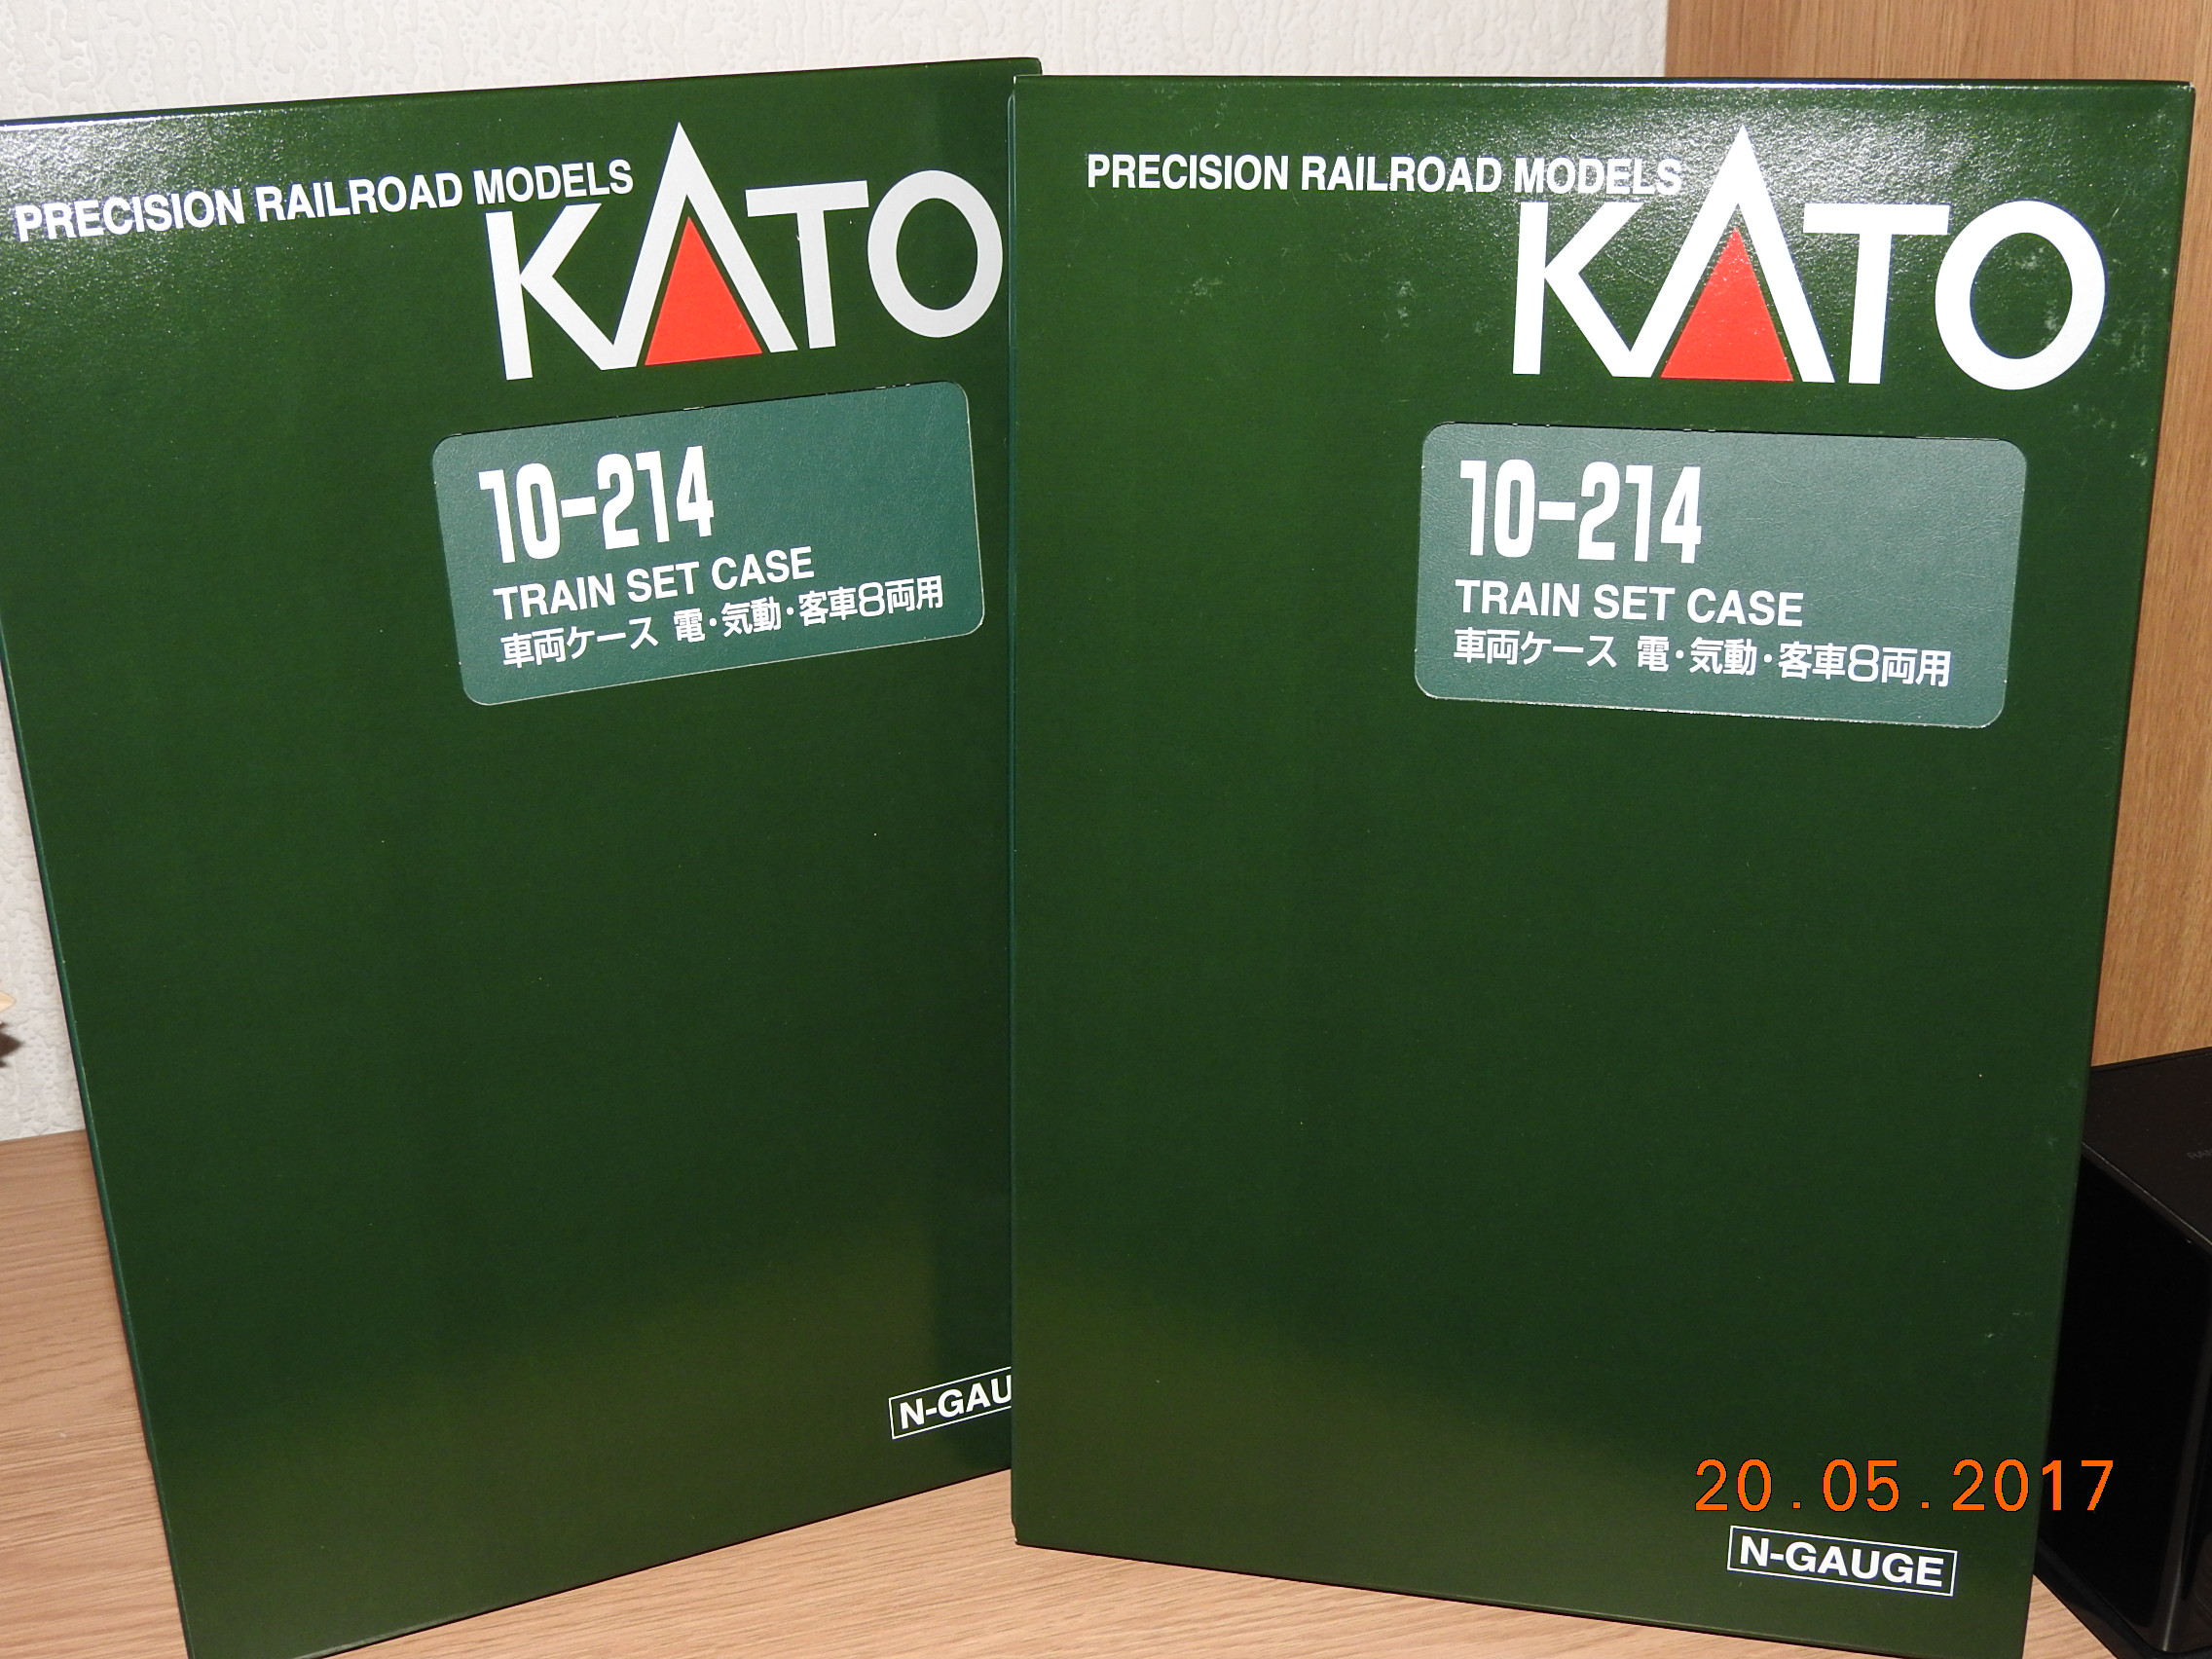 PRECISION RAILROAD MODELS
KATO
10-214
TRAIN SET CASE
車両ケース 電・気動・客車8両用
N-GAU
PRECISION RAILROAD MODELS
KATO
10-214
TRAIN SET CASE
車両ケース 電・気動・客車8両用
20.05.2017
N-GAUGE